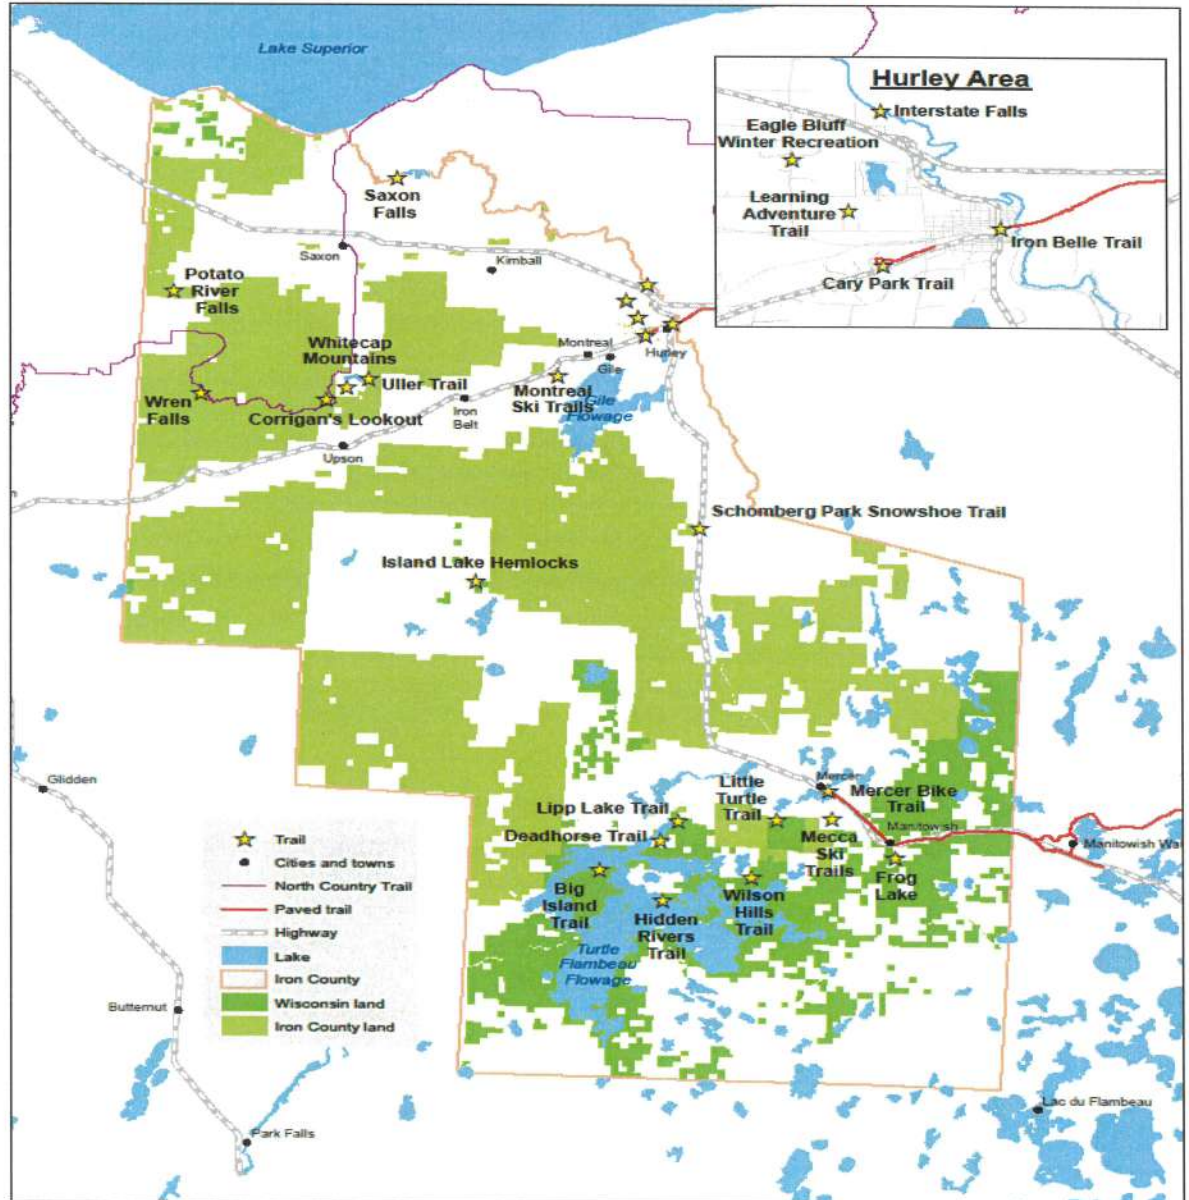 Lake Superior
Hurley Area
Interstate Falls
Eagle Bluff
Winter Recreation
Learning
Adventure
Trail
Iron Belle Trail
Cary Park Trail
Saxon
Falls
Saxon
Kimball
Potato
River
Falls
Whitecap
Mountains
Montreal
Hurley
Gile
Uller Trail
Montreal
Ski Trails
Gile
Flowage
Wren
Falls
Corrigan's Lookout
Iron
Belt
Upson
Schomberg Park Snowshoe Trail
Island Lake Hemlocks
Glidden
Mercer
Little
Turtle
Trail
Mercer Bike
Trail
Lipp Lake Trail
Deadhorse Trail
Manitowish
Mecca
Ski
Trails
Manitowish Wa
Frog
Lake
Big
Island
Trail
Wilson
Hills
Trail
Hidden
Rivers
Trail
Turtle
Flambeau
Flowage
Trail
Cities and towns
North Country Trail
Paved trail
Highway
Lake
Iron County
Wisconsin land
Iron County land
Butternut
Park Falls
Lac du Flambeau